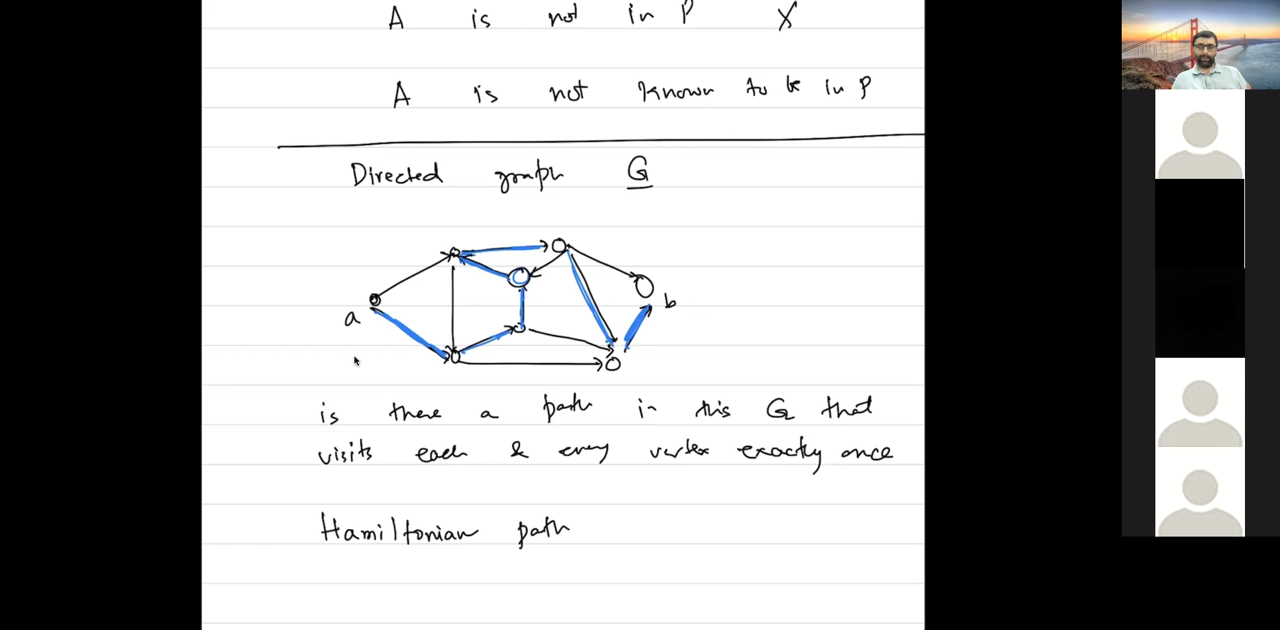 A is not in P X
A is not known to be in P
Directed graph G
a
b
is there a path in this G that
visits each & every vertex exactly once
Hamiltonian path